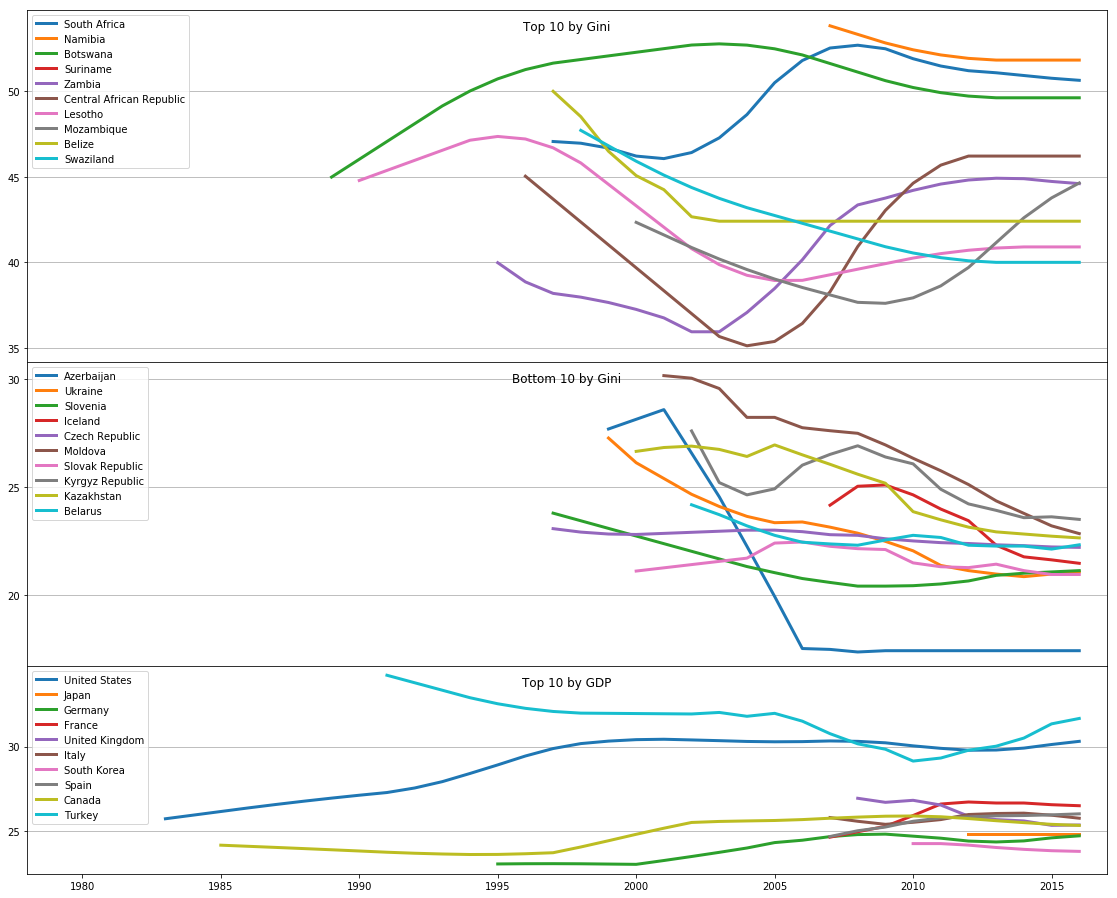 Top 10 by Gini
South Africa
Namibia
Botswana
Suriname
Zambia
Central African Republic
Lesotho
Mozambique
Belize
Swaziland
50
45
40
35
Bottom 10 by Gini
Azerbaijan
Ukraine
Slovenia
Iceland
Czech Republic
Moldova
Slovak Republic
Kyrgyz Republic
Kazakhstan
Belarus
30
25
20
Top 10 by GDP
United States
Japan
Germany
France
United Kingdom
Italy
South Korea
Spain
Canada
Turkey
30
25
1980 1985 1990 1995 2000 2005 2010 2015